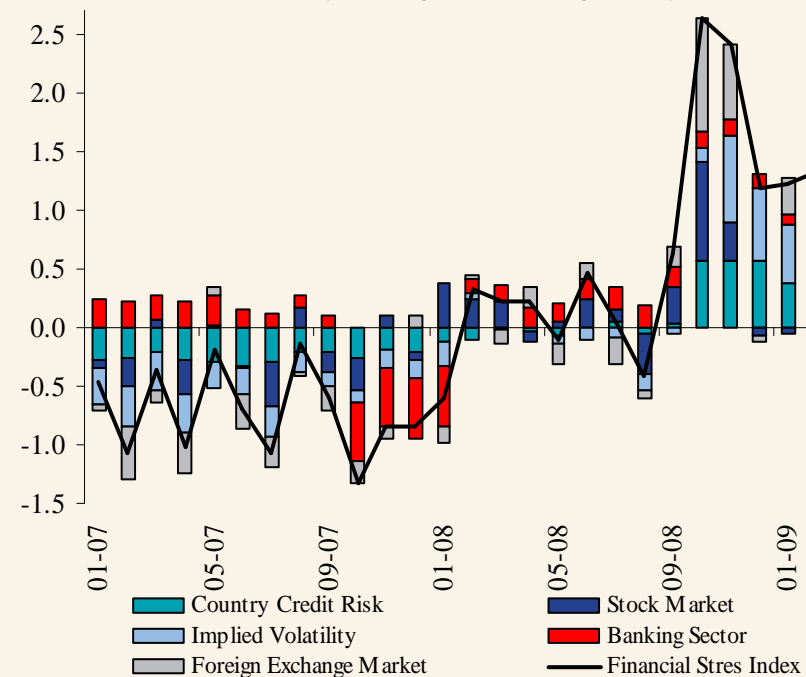 2.5
2.0
1.5
1.0
0.5
0.0
-0.5
-1.0
-1.5
01-07 05-07 09-07 01-08 05-08 09-08 01-09
Country Credit Risk Stock Market
Implied Volatility Banking Sector
Foreign Exchange Market Financial Stres Index